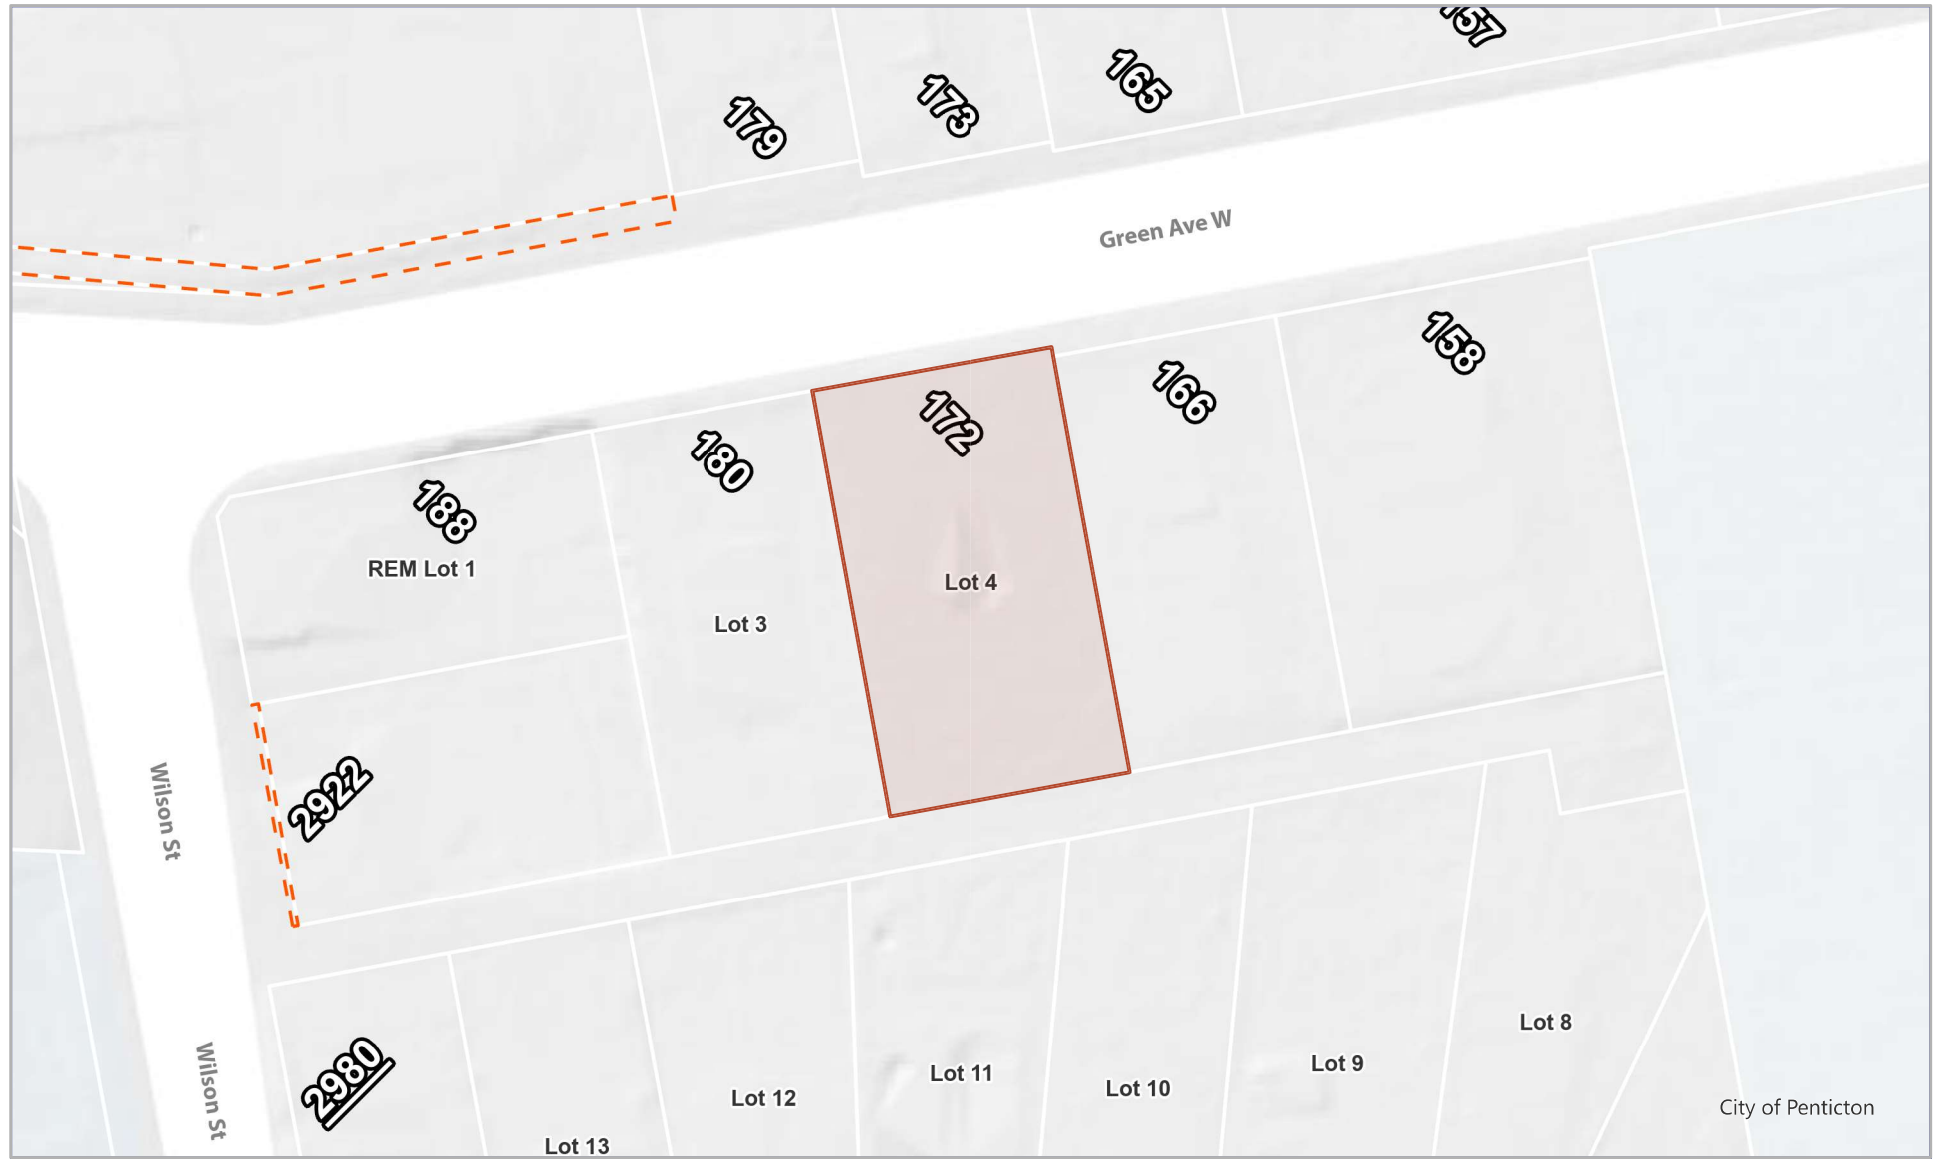 157
165
173
179
Green Ave W
158
166
172
180
188
REM Lot 1
Lot 4
Lot 3
2922
Wilson St
Lot 8
Wilson St
Lot 9
Lot 11
2980
Lot 10
Lot 12
City of Penticton
Lot 13